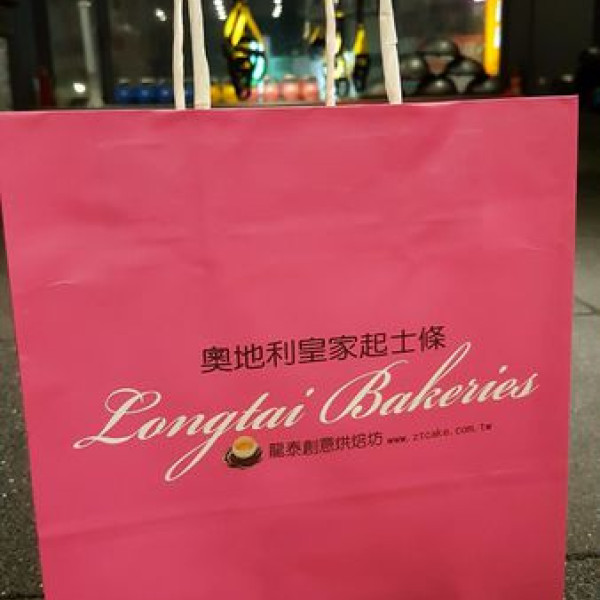 奧地利皇家起士條
Longtai Bakeries
龍泰創意烘焙坊 www.ztcake.com.tw